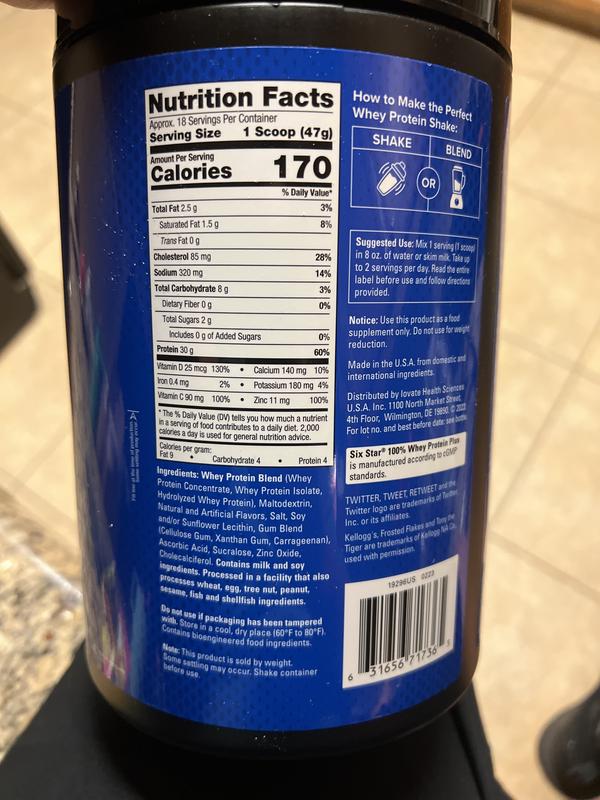 Nutrition Facts
Approx. 18 Servings Per Container
Serving Size 1 Scoop (47g)
Amount Per Serving
Calories 170
% Daily Value*
Total Fat 2.5 g 3%
Saturated Fat 1.5 g 8%
Trans Fat 0 g
Cholesterol 85 mg 28%
Sodium 320 mg 14%
Total Carbohydrate 8 g 3%
Dietary Fiber 0 g 0%
Total Sugars 2 g
Includes 0 g of Added Sugars 0%
Protein 30 g 60%
Vitamin D 25 mcg 130% • Calcium 140 mg 10%
Iron 0.4 mg 2% • Potassium 180 mg 4%
Vitamin C 90 mg 100% • Zinc 11 mg 100%
* The % Daily Value (DV) tells you how much a nutrient
in a serving of food contributes to a daily diet. 2,000
calories a day is used for general nutrition advice.
Calories per gram:
Fat 9 • Carbohydrate 4 • Protein 4
Ingredients: Whey Protein Blend (Whey
Protein Concentrate, Whey Protein Isolate,
Hydrolyzed Whey Protein), Maltodextrin,
Natural and Artificial Flavors, Salt, Soy
and/or Sunflower Lecithin, Gum Blend
(Cellulose Gum, Xanthan Gum, Carrageenan),
Ascorbic Acid, Sucralose, Zinc Oxide,
Cholecalciferol. Contains milk and soy
ingredients. Processed in a facility that also
processes wheat, egg, tree nut, peanut,
sesame, fish and shellfish ingredients.
Do not use if packaging has been tampered
with. Store in a cool, dry place (60°F to 80°F).
Contains bioengineered food ingredients.
Note: This product is sold by weight.
Some settling may occur. Shake container
before use.
How to Make the Perfect
Whey Protein Shake:
SHAKE OR BLEND
Suggested Use: Mix 1 serving (1 scoop)
in 8 oz. of water or skim milk. Take up
to 2 servings per day. Read the entire
label before use and follow directions
provided.
Notice: Use this product as a food
supplement only. Do not use for weight
reduction.
Made in the U.S.A. from domestic and
international ingredients.
Distributed by Iovate Health Sciences
U.S.A. Inc. 1100 North Market Street,
4th Floor, Wilmington, DE 19890. © 2023
For lot no. and best before date: see bottle.
Six Star® 100% Whey Protein Plus
is manufactured according to cGMP
standards.
TWITTER, TWEET, RETWEET and the
Twitter logo are trademarks of Twitter,
Inc. or its affiliates.
Kellogg's, Frosted Flakes and Tony the
Tiger are trademarks of Kellogg NA Co.
used with permission.
19296US 0223
6 31656 71736 5